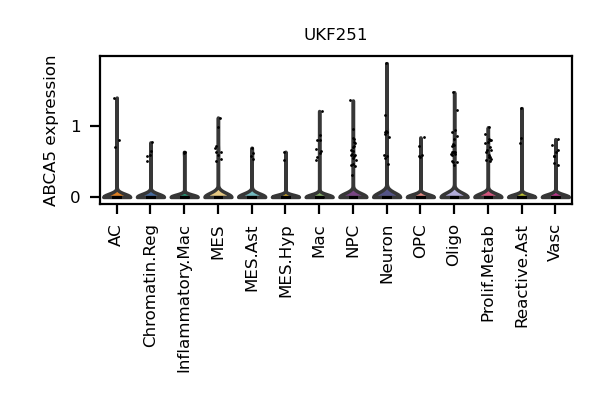 UKF251
ABCA5 expression
1
0
AC
Chromatin.Reg
Inflammatory.Mac
MES
MES.Ast
MES.Hyp
Mac
NPC
Neuron
OPC
Oligo
Prolif.Metab
Reactive.Ast
Vasc